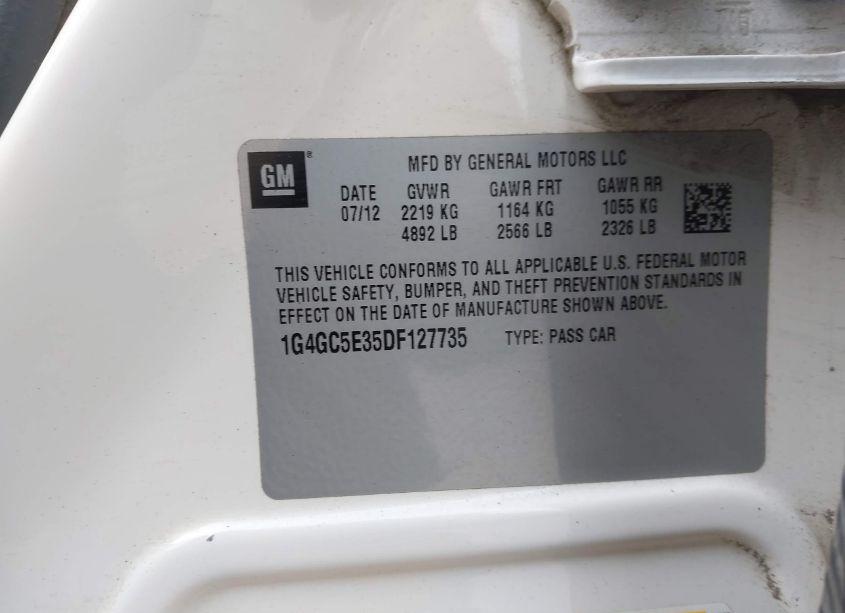 GM®
MFD BY GENERAL MOTORS LLC
DATE GVWR GAWR FRT GAWR RR
07/12 2219 KG 1164 KG 1055 KG
4892 LB 2566 LB 2326 LB
THIS VEHICLE CONFORMS TO ALL APPLICABLE U.S. FEDERAL MOTOR
VEHICLE SAFETY, BUMPER, AND THEFT PREVENTION STANDARDS IN
EFFECT ON THE DATE OF MANUFACTURE SHOWN ABOVE.
1G4GC5E35DF127735 TYPE: PASS CAR